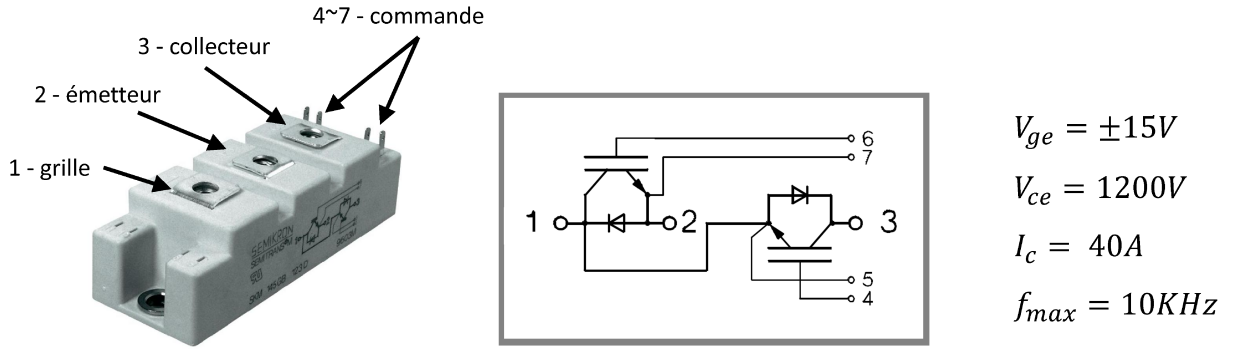 4~7 - commande
3 - collecteur
2 - émetteur
1 - grille
SEMIKRON
6
7
1
2
3
5
4
V_ge = ±15V
V_ce = 1200V
I_c = 40A
f_max = 10KHz